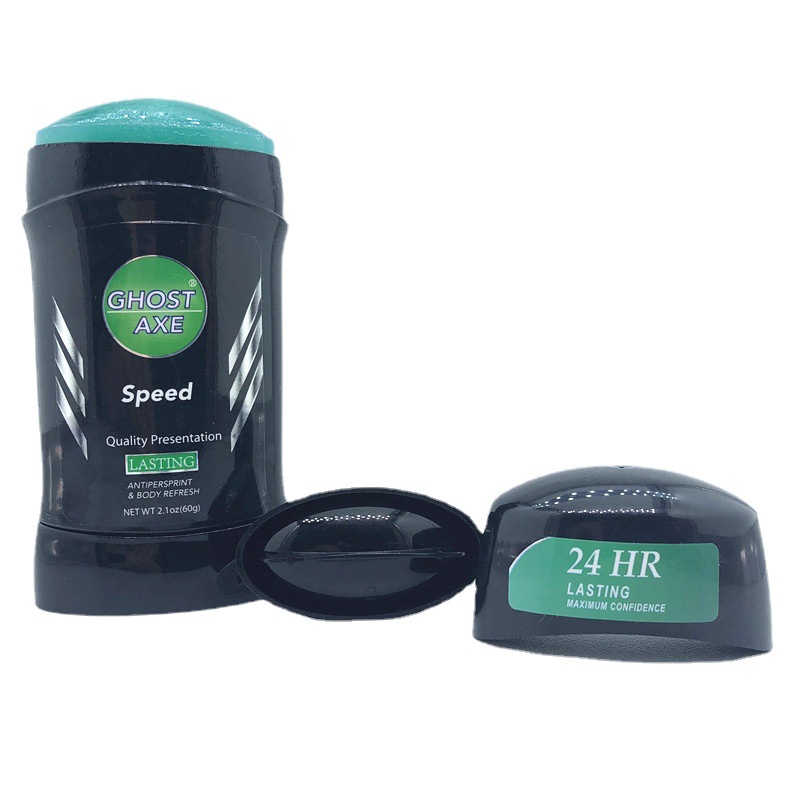 GHOST®
AXE
Speed
Quality Presentation
LASTING
ANTIPERSPRINT
& BODY REFRESH
NET WT 2.1oz(60g)
24 HR
LASTING
MAXIMUM CONFIDENCE